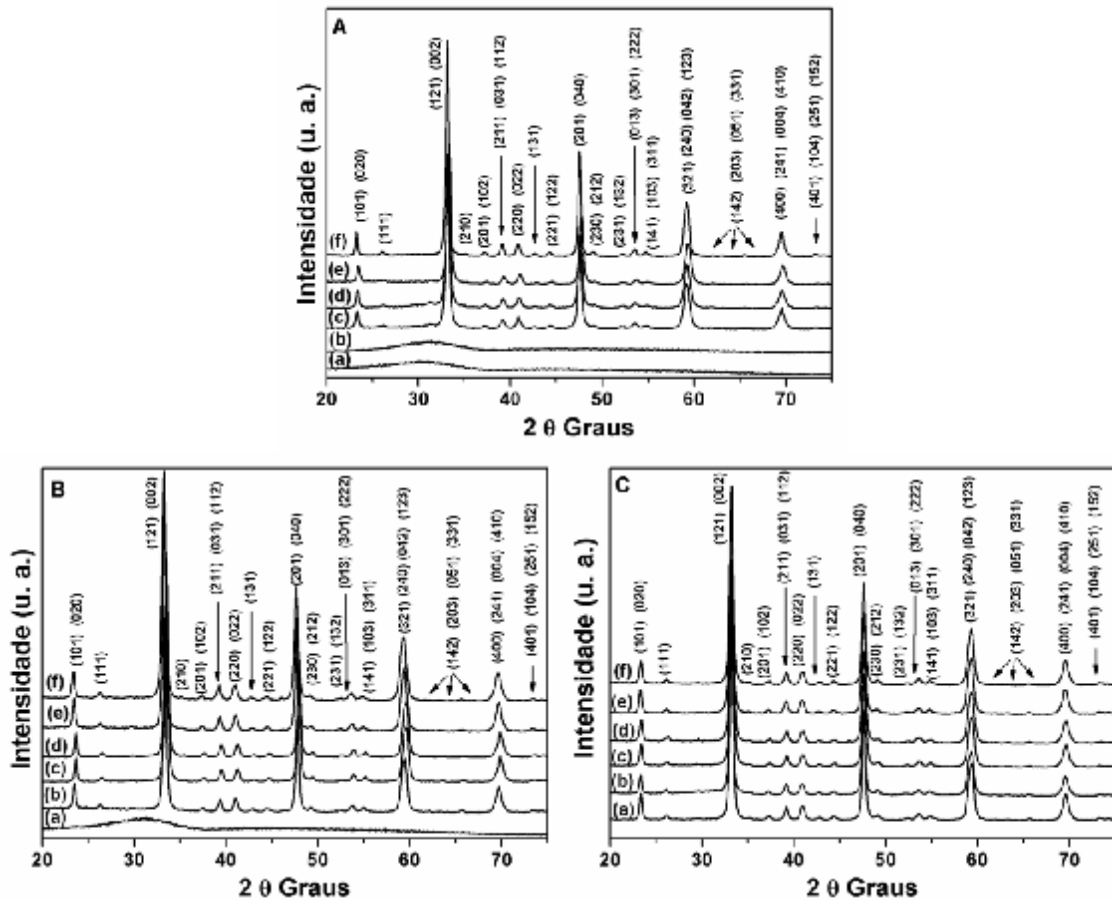 A
Intensidade (u. a.)
(101) (020)
(111)
(121) (002)
(210)
(201) (102)
(211) (031) (112)
(220) (022)
(131)
(221) (122)
(201) (040)
(230) (212)
(231) (132)
(013) (301) (222)
(141) (103) (311)
(321) (240) (042) (123)
(142) (203) (051) (331)
(400) (241) (004) (410)
(401) (104) (251) (152)
(f)
(e)
(d)
(c)
(b)
(a)
20 30 40 50 60 70
2 θ Graus
B
Intensidade (u. a.)
(101) (020)
(111)
(121) (002)
(210)
(201) (102)
(211) (031) (112)
(220) (022)
(131)
(221) (122)
(201) (040)
(230) (212)
(231) (132)
(013) (301) (222)
(141) (103) (311)
(321) (240) (042) (123)
(142) (203) (051) (331)
(400) (241) (004) (410)
(401) (104) (251) (152)
(f)
(e)
(d)
(c)
(b)
(a)
20 30 40 50 60 70
2 θ Graus
C
Intensidade (u. a.)
(101) (020)
(111)
(121) (002)
(210)
(201) (102)
(211) (031) (112)
(220) (022)
(131)
(221) (122)
(201) (040)
(230) (212)
(231) (132)
(013) (301) (222)
(141) (103) (311)
(321) (240) (042) (123)
(142) (203) (051) (331)
(400) (241) (004) (410)
(401) (104) (251) (152)
(f)
(e)
(d)
(c)
(b)
(a)
20 30 40 50 60 70
2 θ Graus